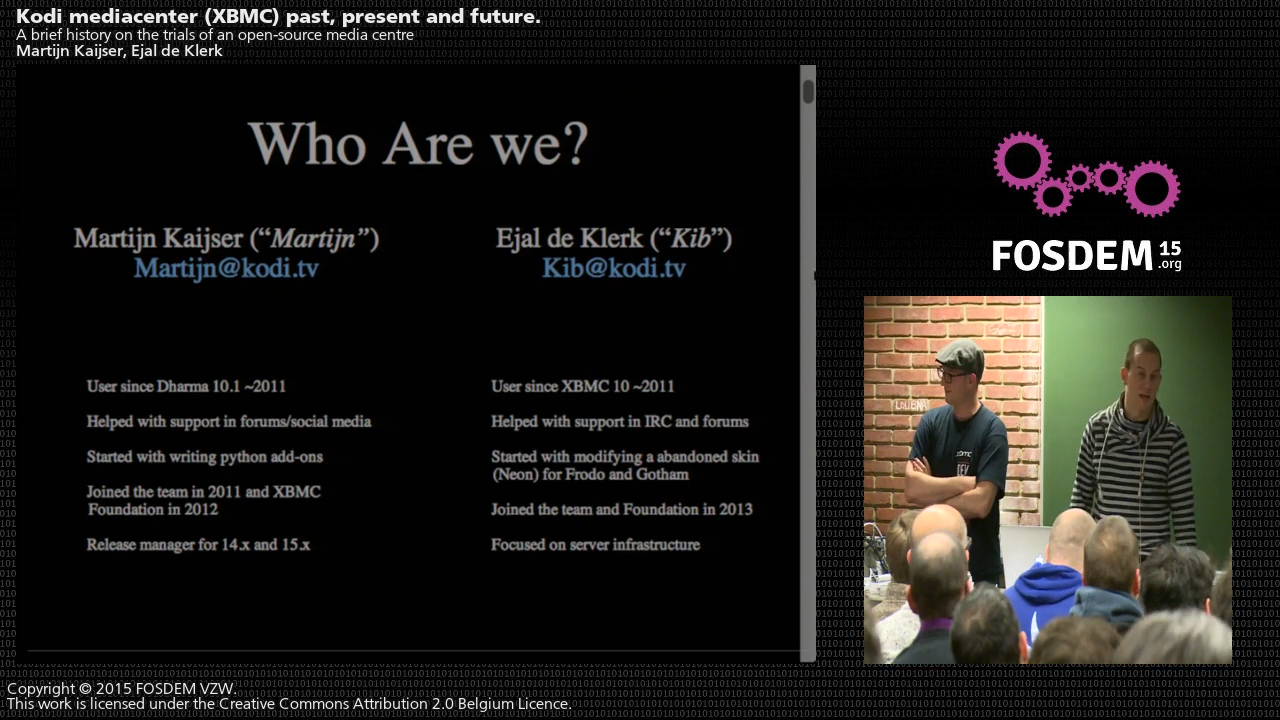 Kodi mediacenter (XBMC) past, present and future.
A brief history on the trials of an open-source media centre
Martijn Kaijser, Ejal de Klerk
Who Are we?
Martijn Kaijser (“Martijn”)
Martijn@kodi.tv
User since Dharma 10.1 ~2011
Helped with support in forums/social media
Started with writing python add-ons
Joined the team in 2011 and XBMC
Foundation in 2012
Release manager for 14.x and 15.x
Ejal de Klerk (“Kib”)
Kib@kodi.tv
User since XBMC 10 ~2011
Helped with support in IRC and forums
Started with modifying a abandoned skin
(Neon) for Frodo and Gotham
Joined the team and Foundation in 2013
Focused on server infrastructure
FOSDEM 15
.org
DEV
Copyright © 2015 FOSDEM VZW.
This work is licensed under the Creative Commons Attribution 2.0 Belgium Licence.